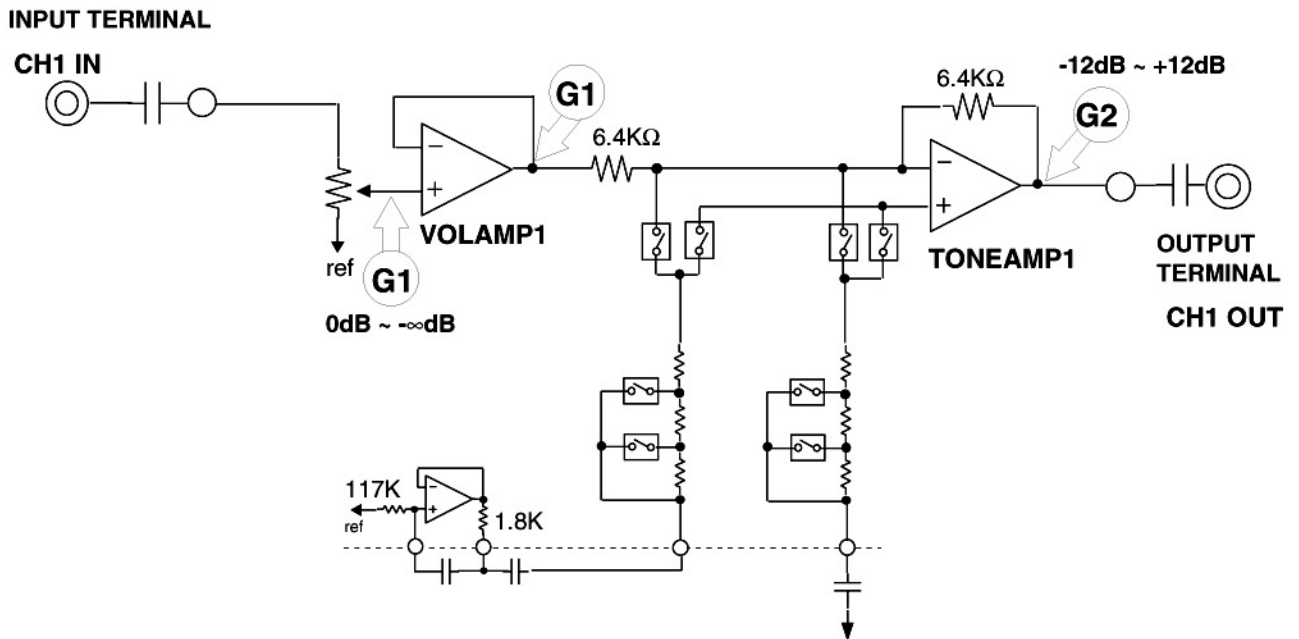 INPUT TERMINAL
CH1 IN
G1
6.4KΩ
6.4KΩ
-12dB ~ +12dB
G2
−
+
VOLAMP1
−
+
TONEAMP1
ref
G1
0dB ~ -∞dB
OUTPUT
TERMINAL
CH1 OUT
117K
−
+
ref
1.8K